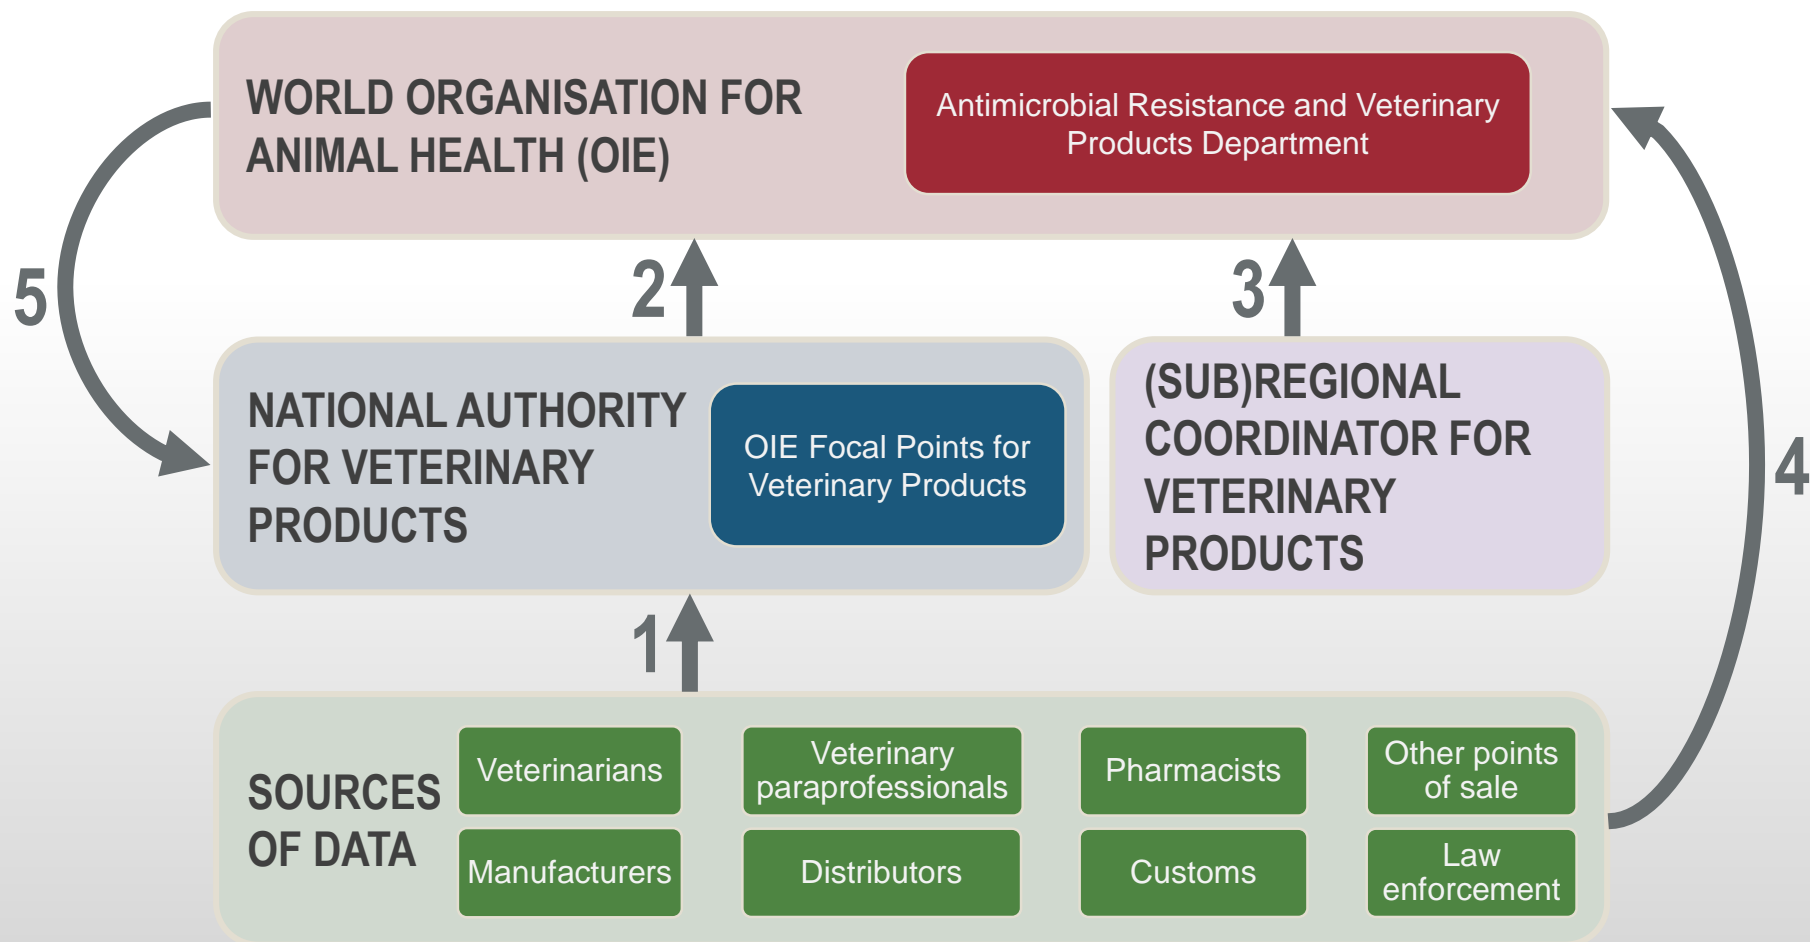 WORLD ORGANISATION FOR
ANIMAL HEALTH (OIE)
Antimicrobial Resistance and Veterinary
Products Department
5
2
3
4
NATIONAL AUTHORITY
FOR VETERINARY
PRODUCTS
OIE Focal Points for
Veterinary Products
(SUB)REGIONAL
COORDINATOR FOR
VETERINARY
PRODUCTS
1
SOURCES
OF DATA
Veterinarians
Veterinary
paraprofessionals
Pharmacists
Other points
of sale
Manufacturers
Distributors
Customs
Law
enforcement